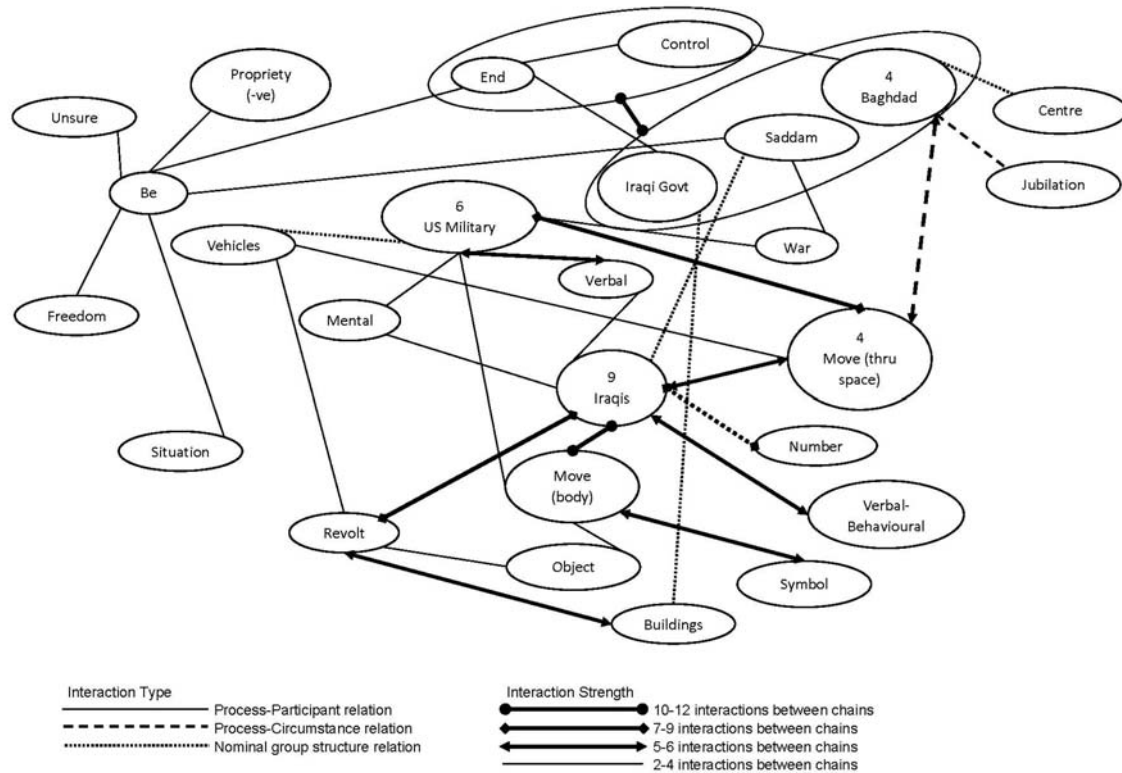 Control
End
4
Baghdad
Propriety
(-ve)
Centre
Unsure
Saddam
Jubilation
Iraqi Govt
Be
6
US Military
War
Vehicles
Verbal
Freedom
Mental
4
Move (thru
space)
9
Iraqis
Number
Situation
Move
(body)
Verbal-
Behavioural
Revolt
Object
Symbol
Buildings
Interaction Type
Process-Participant relation
Process-Circumstance relation
Nominal group structure relation
Interaction Strength
10-12 interactions between chains
7-9 interactions between chains
5-6 interactions between chains
2-4 interactions between chains